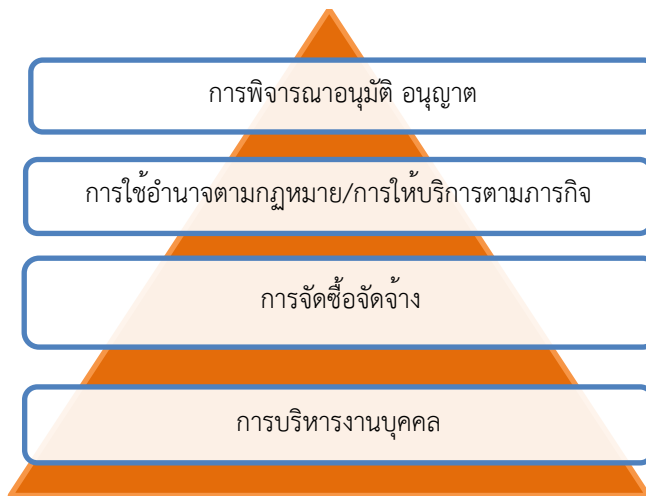 การพิจารณาอนุมัติ อนุญาต
การใช้อำนาจตามกฎหมาย/การให้บริการตามภารกิจ
การจัดซื้อจัดจ้าง
การบริหารงานบุคคล